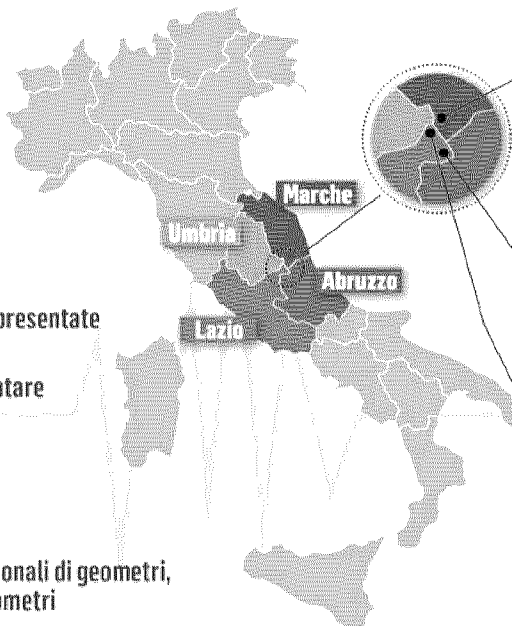 Marche
Umbria
Abruzzo
Lazio
presentate
tare
onali di geometri,
ometri